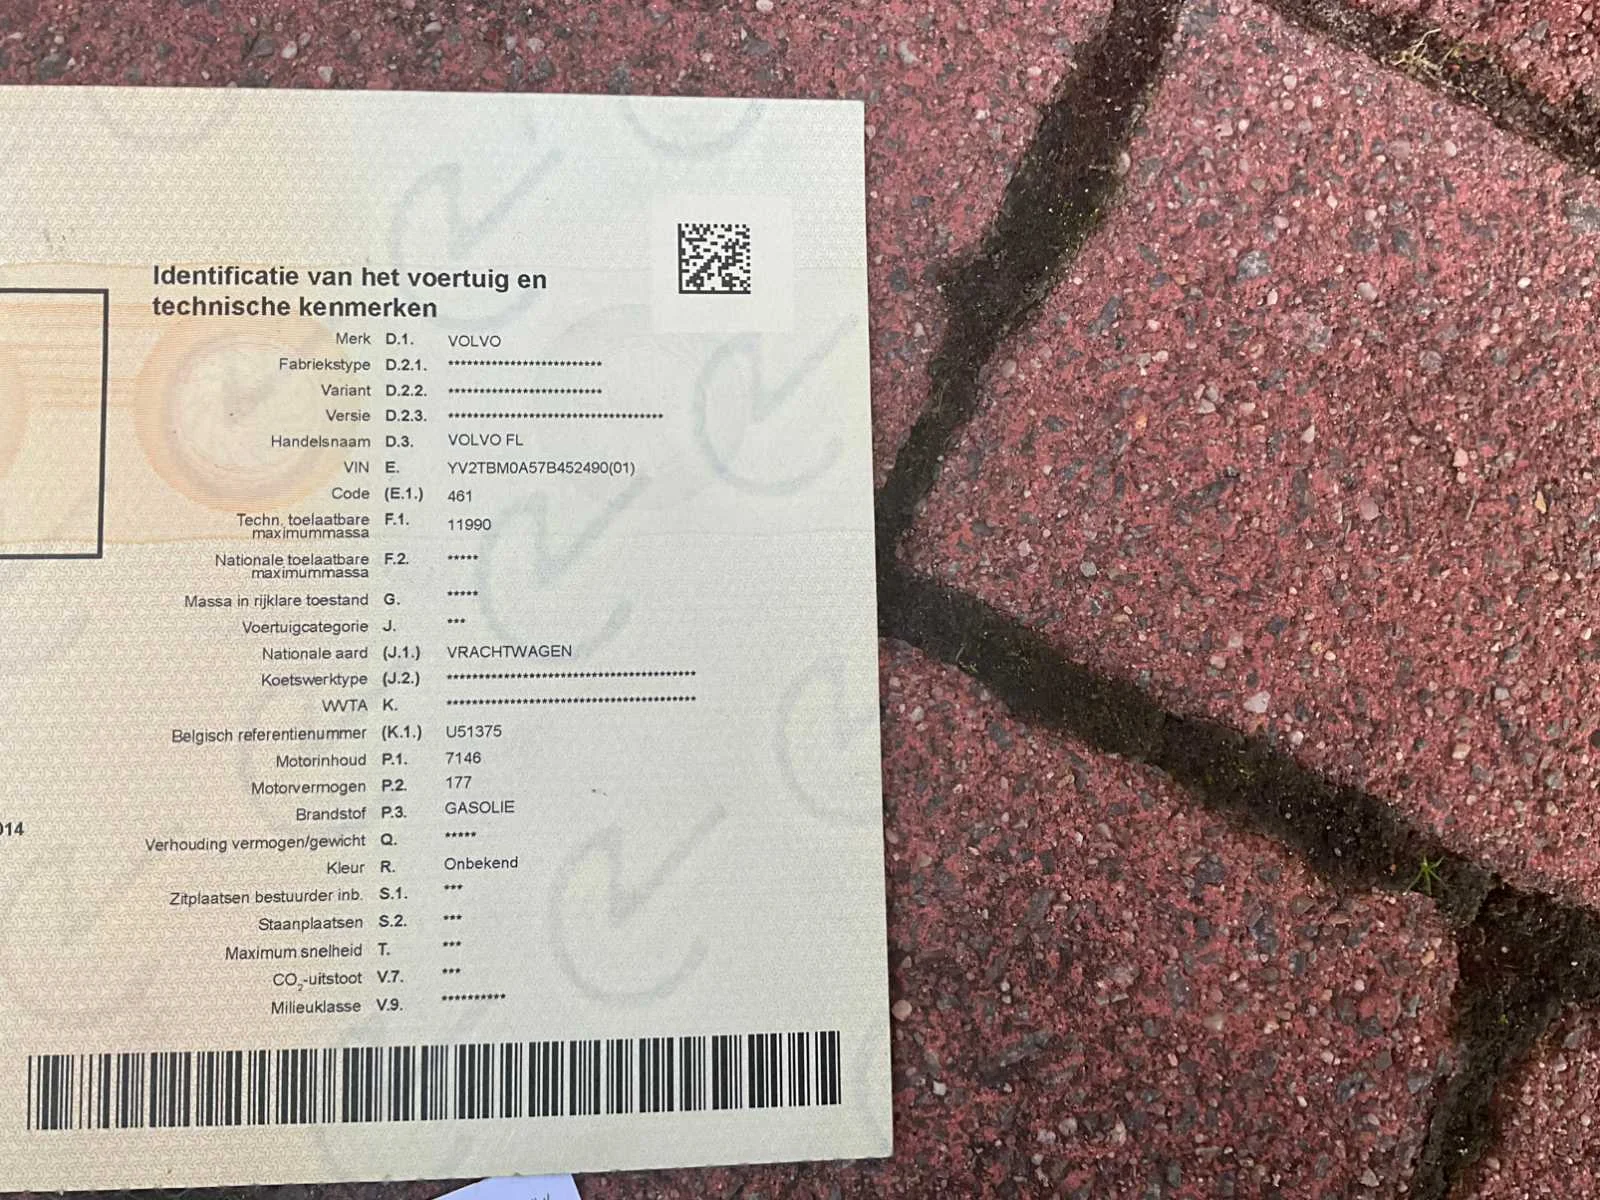 Identificatie van het voertuig en
technische kenmerken
Merk D.1. VOLVO
Fabriekstype D.2.1. ************************
Variant D.2.2. ************************
Versie D.2.3. **********************************
Handelsnaam D.3. VOLVO FL
VIN E. YV2TBM0A57B452490(01)
Code (E.1.) 461
Techn. toelaatbare
maximummassa F.1. 11990
Nationale toelaatbare
maximummassa F.2. *****
Massa in rijklare toestand G. *****
Voertuigcategorie J. ***
Nationale aard (J.1.) VRACHTWAGEN
Koetswerktype (J.2.) ****************************************
WVTA K. ****************************************
Belgisch referentienummer (K.1.) U51375
Motorinhoud P.1. 7146
Motorvermogen P.2. 177
Brandstof P.3. GASOLIE
014
Verhouding vermogen/gewicht Q. *****
Kleur R. Onbekend
Zitplaatsen bestuurder inb. S.1. ***
Staanplaatsen S.2. ***
Maximum snelheid T. ***
CO2-uitstoot V.7. ***
Milieuklasse V.9. **********